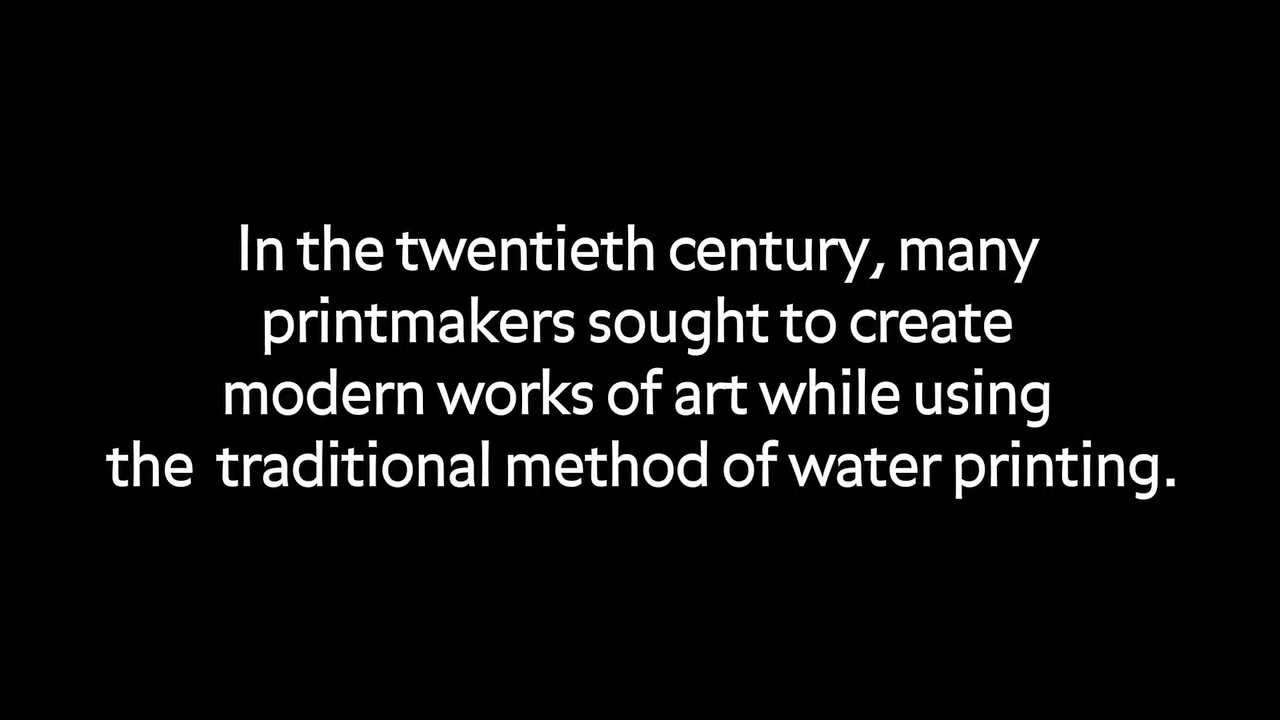 In the twentieth century, many
printmakers sought to create
modern works of art while using
the  traditional method of water printing.